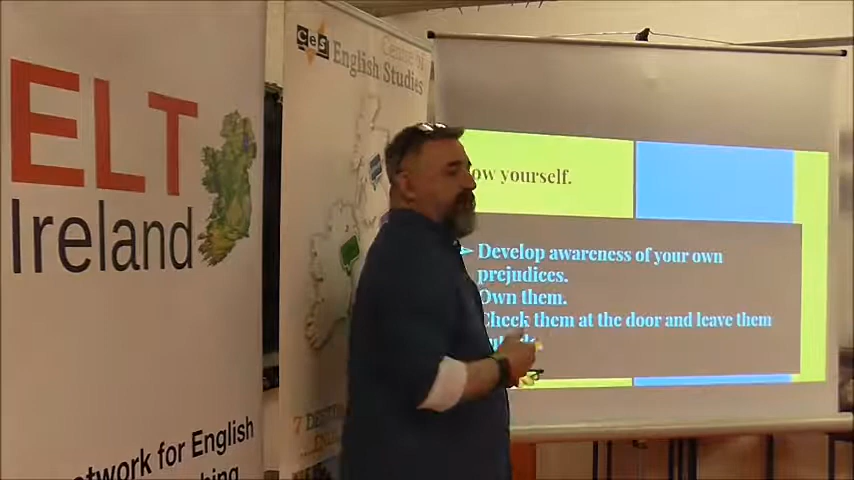 ELT
Ireland
Network for English
CES
Centre of
English Studies
7
ow yourself.
Develop awareness of your own
prejudices.
Own them.
Check them at the door and leave them